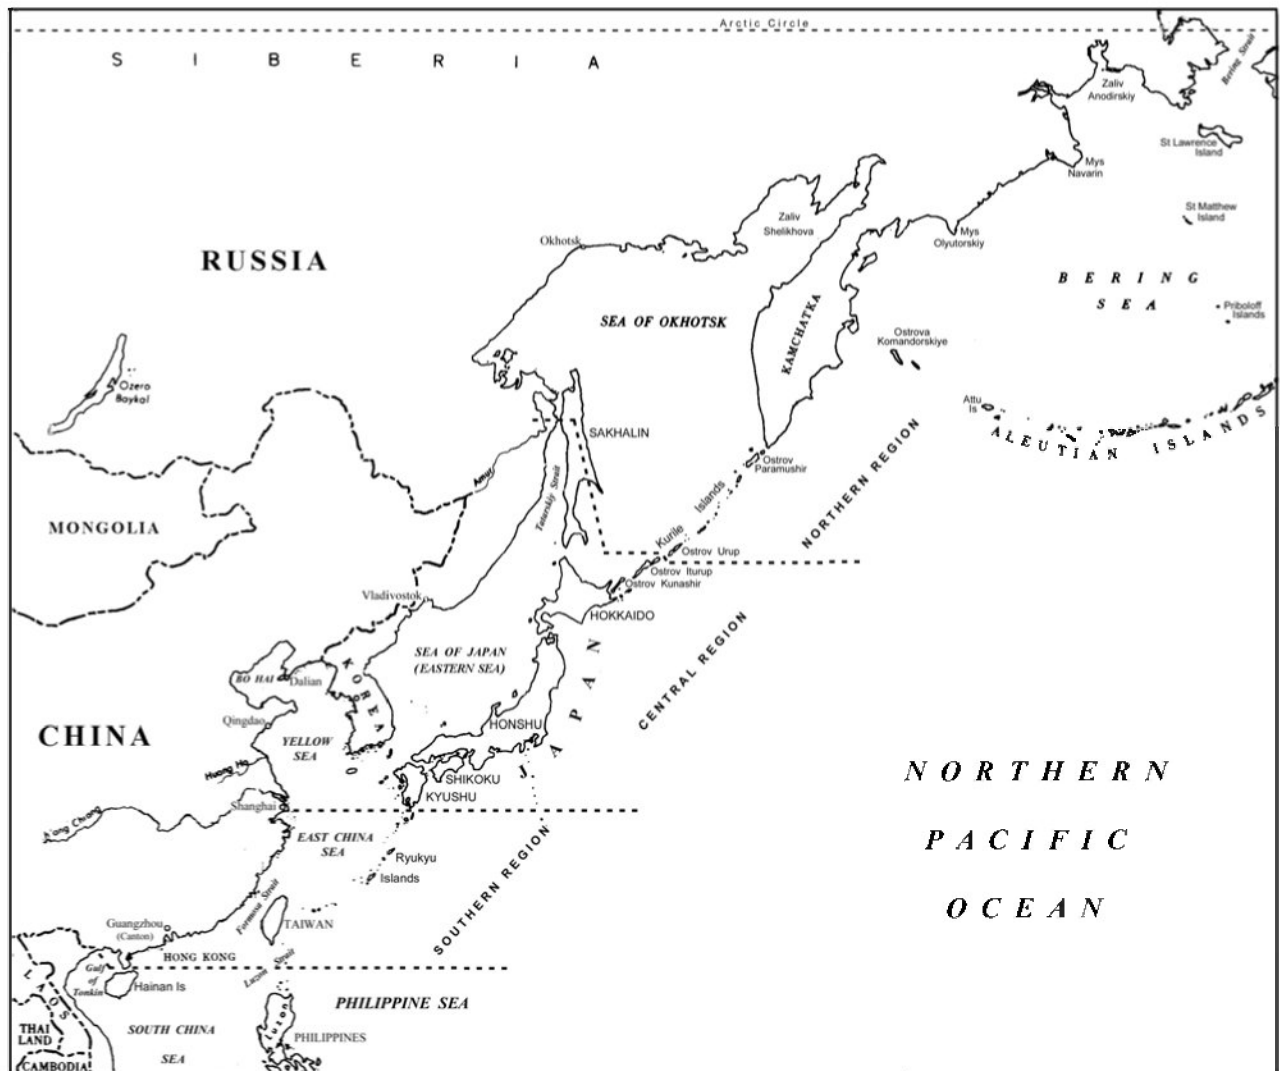 Arctic Circle
S I B E R I A
Bering Strait
Zaliv
Anodirskiy
St Lawrence
Island
Mys
Navarin
St Matthew
Island
Zaliv
Shelikhova
Mys
Olyutorskiy
Okhotsk
RUSSIA
B E R I N G
S E A
Priboloff
Islands
SEA OF OKHOTSK
KAMCHATKA
Ostrova
Komandorskiye
Ozero
Baykal
Attu
Is
ALEUTIAN ISLANDS
SAKHALIN
Ostrov
Paramushir
NORTHERN REGION
Amur
Tatarskiy Strait
Kurile Islands
MONGOLIA
Ostrov Urup
Ostrov Iturup
Ostrov Kunashir
Vladivostok
HOKKAIDO
SEA OF JAPAN
(EASTERN SEA)
CENTRAL REGION
JAPAN
KOREA
BO HAI
Dalian
Qingdao
HONSHU
CHINA
YELLOW
SEA
Huang He
SHIKOKU
KYUSHU
NORTHERN
PACIFIC
OCEAN
Shanghai
EAST CHINA
SEA
Ryukyu
Islands
SOUTHERN REGION
Formosa Strait
TAIWAN
Guangzhou
(Canton)
HONG KONG
Luzon Strait
Gulf
of
Tonkin
Hainan Is
LAOS
PHILIPPINE SEA
Luzon
THAI
LAND
SOUTH CHINA
SEA
PHILIPPINES
CAMBODIA